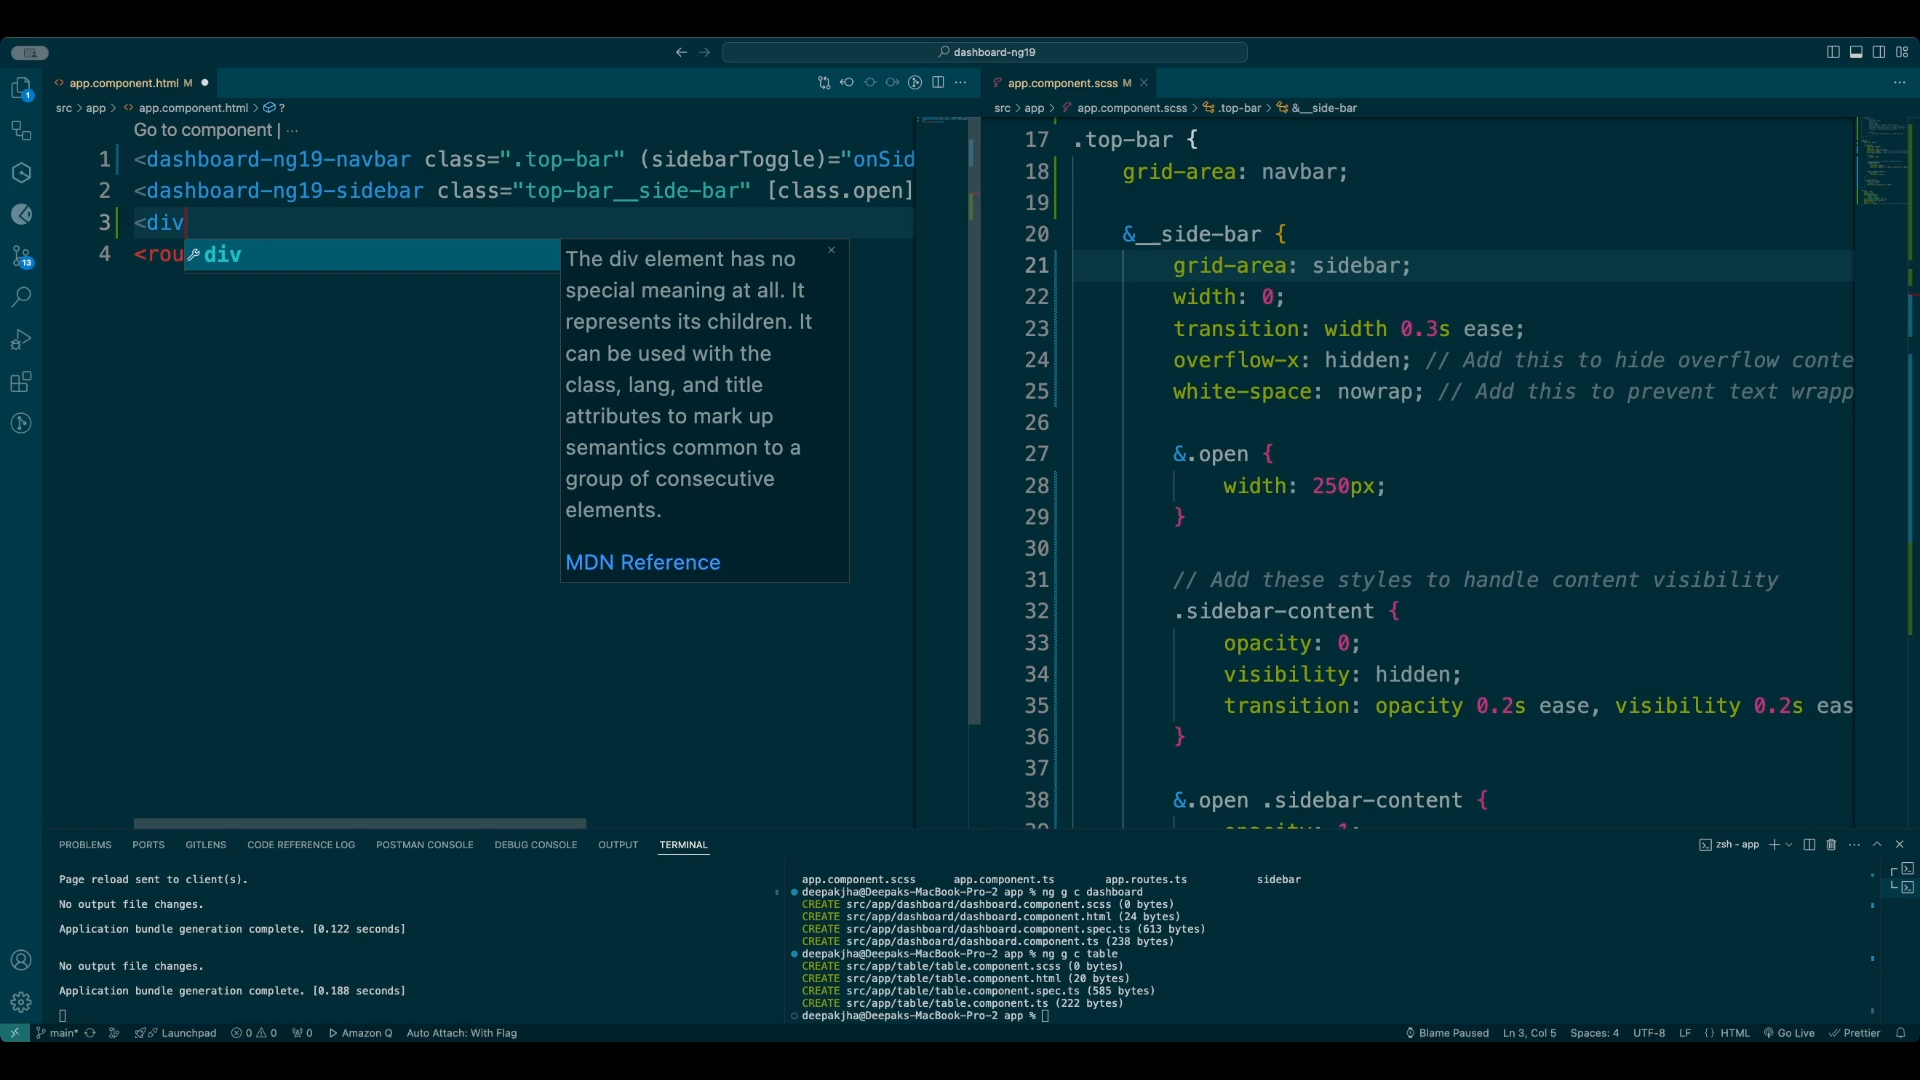 dashboard-ng19
app.component.html M
app.component.scss M
src > app > app.component.html > ?
src > app > app.component.scss > .top-bar > &__side-bar
Go to component | ...
1 <dashboard-ng19-navbar class=".top-bar" (sidebarToggle)="onSid
2 <dashboard-ng19-sidebar class="top-bar__side-bar" [class.open]
3 <div
4 <rou
div
The div element has no
special meaning at all. It
represents its children. It
can be used with the
class, lang, and title
attributes to mark up
semantics common to a
group of consecutive
elements.
MDN Reference
17 .top-bar {
18 grid-area: navbar;
19
20 &__side-bar {
21 grid-area: sidebar;
22 width: 0;
23 transition: width 0.3s ease;
24 overflow-x: hidden; // Add this to hide overflow conte
25 white-space: nowrap; // Add this to prevent text wrapp
26
27 &.open {
28 width: 250px;
29 }
30
31 // Add these styles to handle content visibility
32 .sidebar-content {
33 opacity: 0;
34 visibility: hidden;
35 transition: opacity 0.2s ease, visibility 0.2s eas
36 }
37
38 &.open .sidebar-content {
1
13
PROBLEMS PORTS GITLENS CODE REFERENCE LOG POSTMAN CONSOLE DEBUG CONSOLE OUTPUT TERMINAL
zsh - app
Page reload sent to client(s).
No output file changes.
Application bundle generation complete. [0.122 seconds]
No output file changes.
Application bundle generation complete. [0.188 seconds]
app.component.scss app.component.ts app.routes.ts sidebar
deepakjha@Deepaks-MacBook-Pro-2 app % ng g c dashboard
CREATE src/app/dashboard/dashboard.component.scss (0 bytes)
CREATE src/app/dashboard/dashboard.component.html (24 bytes)
CREATE src/app/dashboard/dashboard.component.spec.ts (613 bytes)
CREATE src/app/dashboard/dashboard.component.ts (238 bytes)
deepakjha@Deepaks-MacBook-Pro-2 app % ng g c table
CREATE src/app/table/table.component.scss (0 bytes)
CREATE src/app/table/table.component.html (20 bytes)
CREATE src/app/table/table.component.spec.ts (585 bytes)
CREATE src/app/table/table.component.ts (222 bytes)
deepakjha@Deepaks-MacBook-Pro-2 app %
main* Launchpad 0 0 0 Amazon Q Auto Attach: With Flag
Blame Paused Ln 3, Col 5 Spaces: 4 UTF-8 LF {} HTML Go Live Prettier